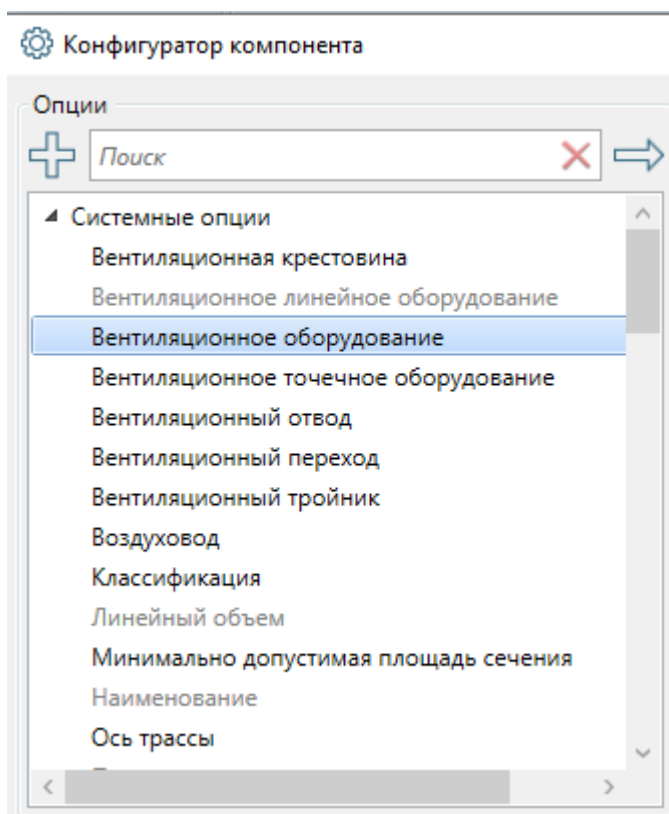 Конфигуратор компонента
Опции
Поиск
Системные опции
Вентиляционная крестовина
Вентиляционное линейное оборудование
Вентиляционное оборудование
Вентиляционное точечное оборудование
Вентиляционный отвод
Вентиляционный переход
Вентиляционный тройник
Воздуховод
Классификация
Линейный объем
Минимально допустимая площадь сечения
Наименование
Ось трассы